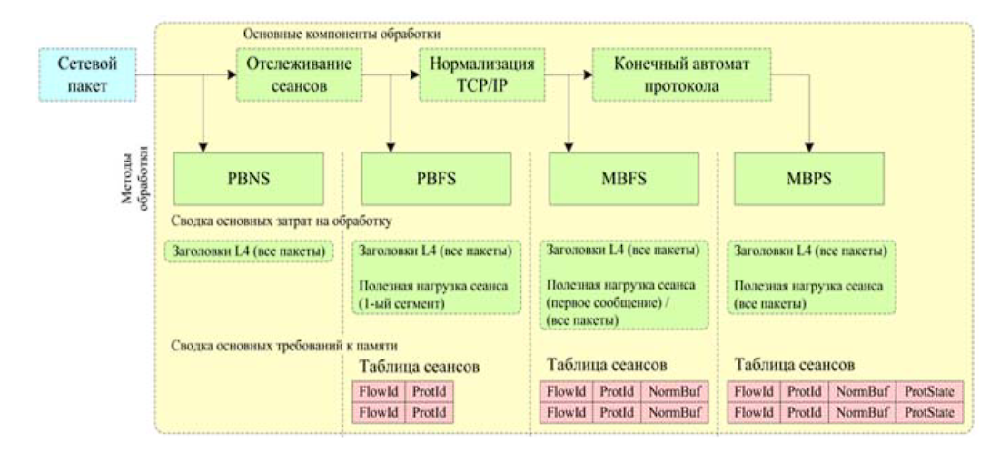 Основные компоненты обработки
Сетевой
пакет
Отслеживание
сеансов
Нормализация
TCP/IP
Конечный автомат
протокола
Методы
обработки
PBNS
PBFS
MBFS
MBPS
Сводка основных затрат на обработку
Заголовки L4 (все пакеты)
Заголовки L4 (все пакеты)
Полезная нагрузка сеанса
(1-ый сегмент)
Заголовки L4 (все пакеты)
Полезная нагрузка сеанса
(первое сообщение) /
(все пакеты)
Заголовки L4 (все пакеты)
Полезная нагрузка сеанса
(все пакеты)
Сводка основных требований к памяти
Таблица сеансов
FlowId ProtId
FlowId ProtId
Таблица сеансов
FlowId ProtId NormBuf
FlowId ProtId NormBuf
Таблица сеансов
FlowId ProtId NormBuf ProtState
FlowId ProtId NormBuf ProtState